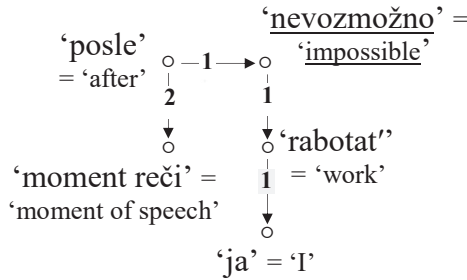 ‘nevozmožno’
‘posle’
‘impossible’
= ‘after’
1
2
1
‘rabotat′’
‘moment reči’ =
= ‘work’
1
‘moment of speech’
‘ja’ = ‘I’